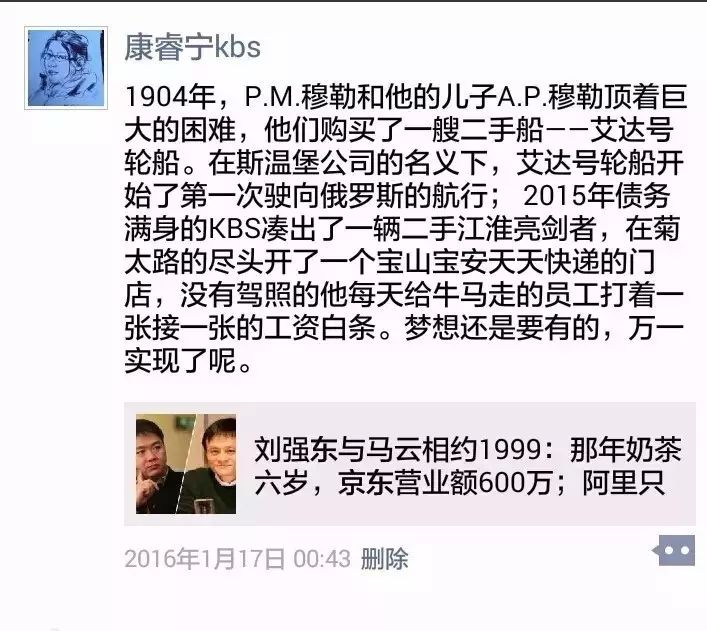 康睿宁kbs
1904年，P.M.穆勒和他的儿子A.P.穆勒顶着巨
大的困难，他们购买了一艘二手船——艾达号
轮船。在斯温堡公司的名义下，艾达号轮船开
始了第一次驶向俄罗斯的航行； 2015年债务
满身的KBS凑出了一辆二手江淮亮剑者，在菊
太路的尽头开了一个宝山宝安天天快递的门
店，没有驾照的他每天给牛马走的员工打着一
张接一张的工资白条。梦想还是要有的，万一
实现了呢。
刘强东与马云相约1999：那年奶茶
六岁，京东营业额600万；阿里只
2016年1月17日 00:43 删除